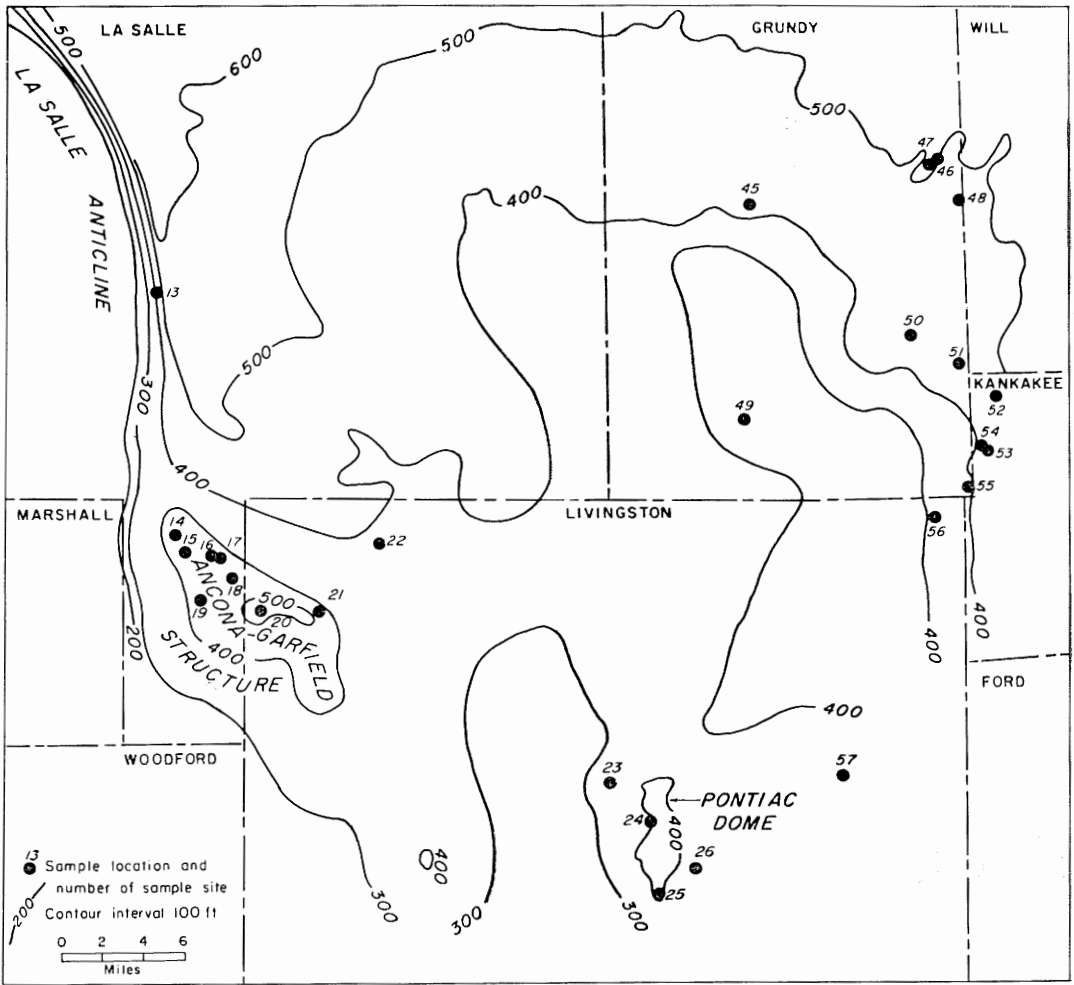 LA SALLE
GRUNDY
WILL
500
600
500
LA SALLE
ANTICLINE
500
47
46
400
45
48
13
50
51
500
300
KANKAKEE
52
49
54
53
400
55
MARSHALL
LIVINGSTON
14
15
16
17
22
56
18
21
19
500
20
ANCONA-GARFIELD
STRUCTURE
400
200
400
400
FORD
400
WOODFORD
23
57
PONTIAC
DOME
24
400
13
Sample location and
number of sample site
200
Contour interval 100 ft
0 2 4 6
Miles
400
26
25
300
300
300